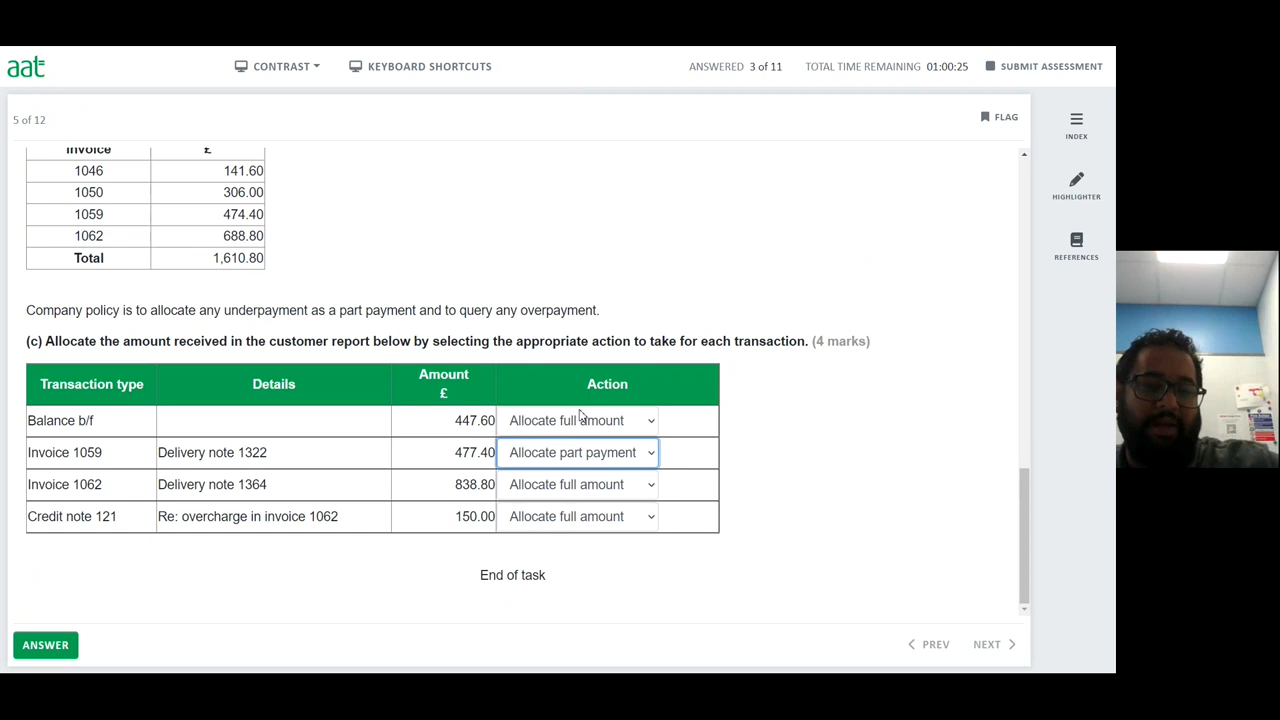 aat
CONTRAST
KEYBOARD SHORTCUTS
ANSWERED 3 of 11
TOTAL TIME REMAINING 01:00:25
SUBMIT ASSESSMENT
5 of 12
FLAG
INDEX
HIGHLIGHTER
REFERENCES
Invoice £
1046 141.60
1050 306.00
1059 474.40
1062 688.80
Total 1,610.80
Company policy is to allocate any underpayment as a part payment and to query any overpayment.
(c) Allocate the amount received in the customer report below by selecting the appropriate action to take for each transaction. (4 marks)
Transaction type Details Amount £ Action
Balance b/f 447.60 Allocate full amount
Invoice 1059 Delivery note 1322 477.40 Allocate part payment
Invoice 1062 Delivery note 1364 838.80 Allocate full amount
Credit note 121 Re: overcharge in invoice 1062 150.00 Allocate full amount
End of task
ANSWER
PREV
NEXT